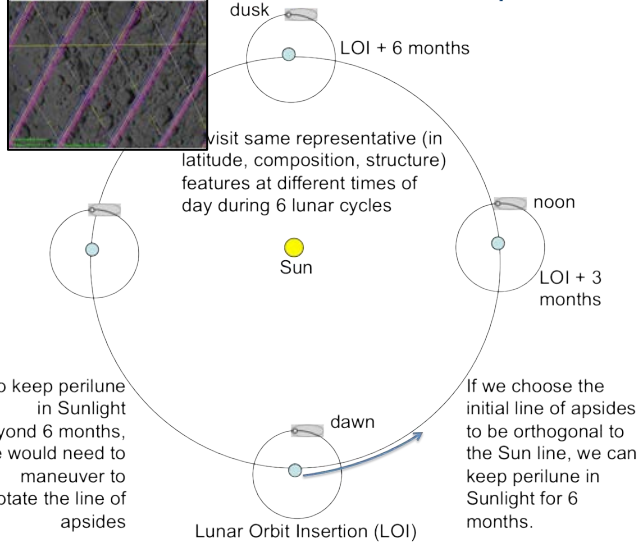 dusk
LOI + 6 months
visit same representative (in
latitude, composition, structure)
features at different times of
day during 6 lunar cycles
noon
Sun
LOI + 3
months
keep perilune
in Sunlight
6 months,
would need to
maneuver to
the line of
apsides
dawn
If we choose the
initial line of apsides
to be orthogonal to
the Sun line, we can
keep perilune in
Sunlight for 6
months.
Lunar Orbit Insertion (LOI)